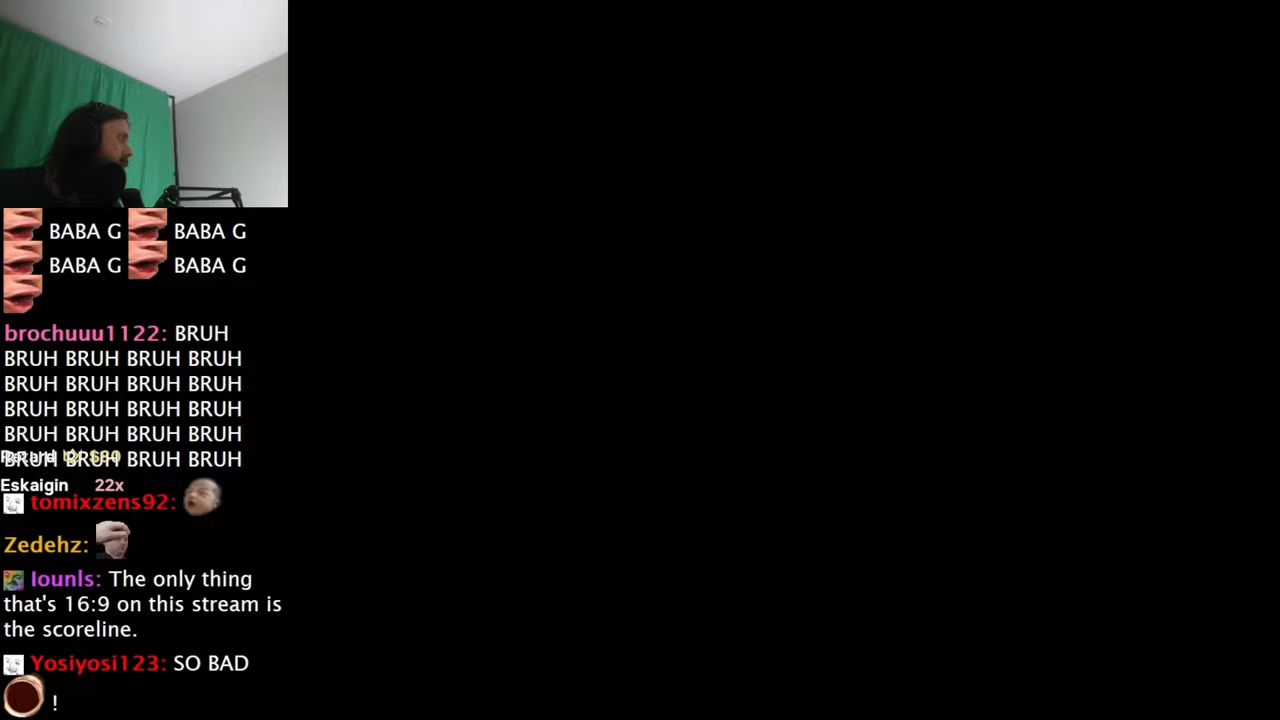 BABA G BABA G
BABA G BABA G
brochuuu1122: BRUH
BRUH BRUH BRUH BRUH
BRUH BRUH BRUH BRUH
BRUH BRUH BRUH BRUH
BRUH BRUH BRUH BRUH
BRUH BRUH BRUH BRUH
Eskaigin 22x
tomixzens92:
Zedehz:
Iounls: The only thing
that's 16:9 on this stream is
the scoreline.
Yosiyosi123: SO BAD
!